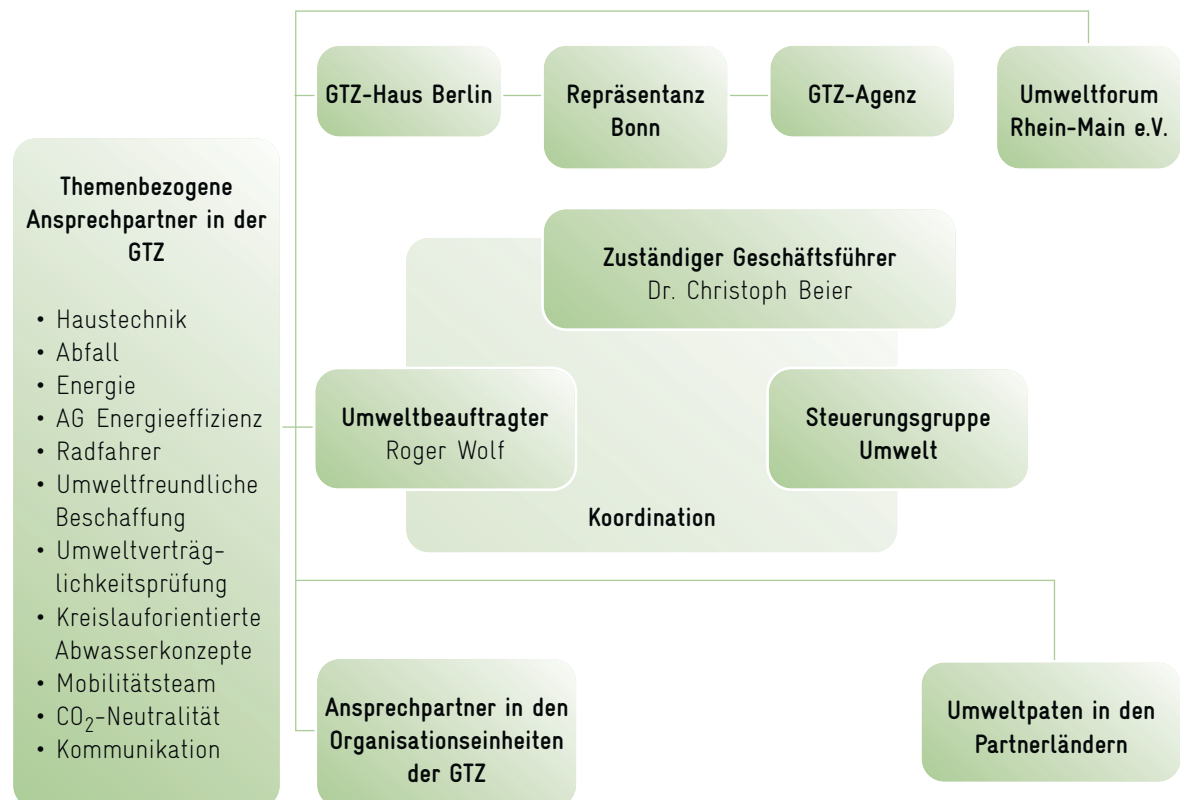 GTZ-Haus Berlin
Repräsentanz
Bonn
GTZ-Agenz
Umweltforum
Rhein-Main e.V.
Themenbezogene
Ansprechpartner in der
GTZ
• Haustechnik
• Abfall
• Energie
• AG Energieeffizienz
• Radfahrer
• Umweltfreundliche
Beschaffung
• Umweltverträg-
lichkeitsprüfung
• Kreislauforientierte
Abwasserkonzepte
• Mobilitätsteam
• CO₂-Neutralität
• Kommunikation
Zuständiger Geschäftsführer
Dr. Christoph Beier
Umweltbeauftragter
Roger Wolf
Steuerungsgruppe
Umwelt
Koordination
Ansprechpartner in den
Organisationseinheiten
der GTZ
Umweltpaten in den
Partnerländern